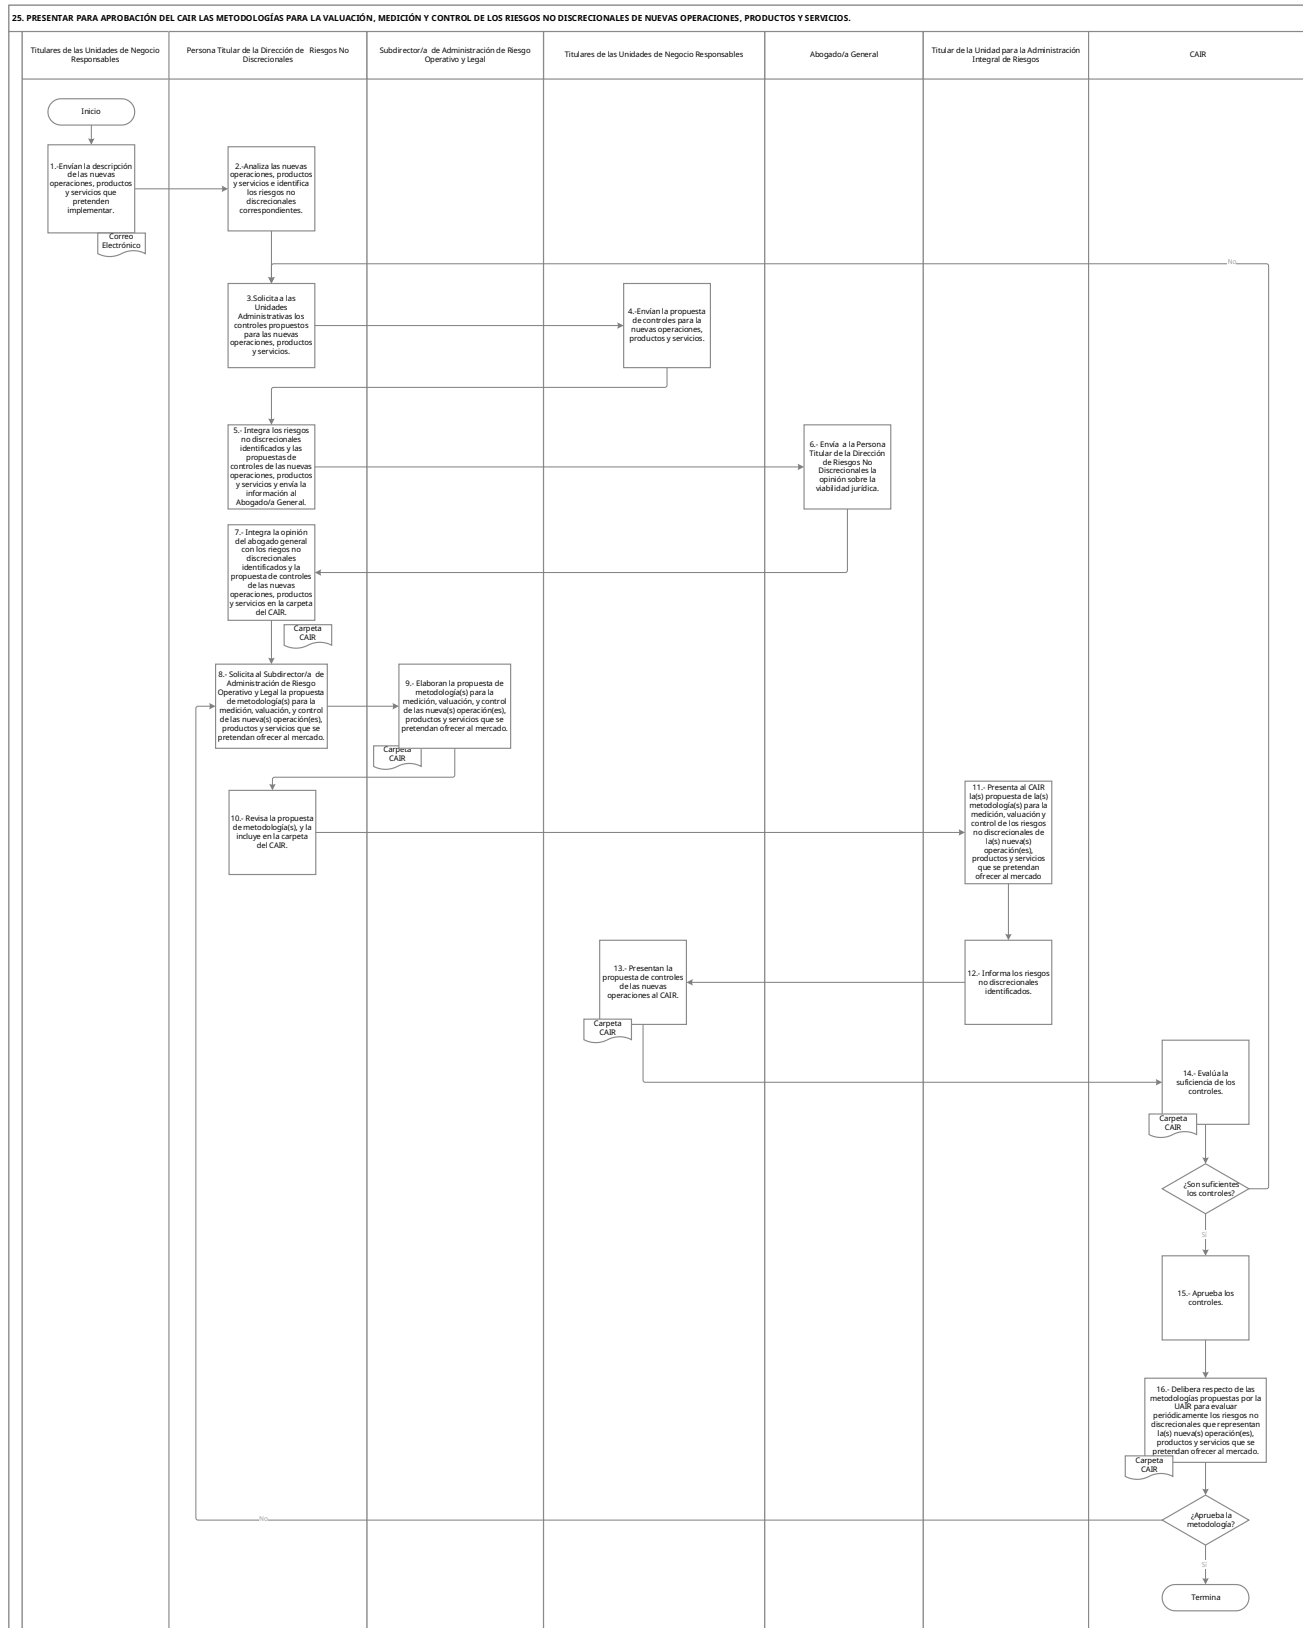 25. PRESENTAR PARA APROBACIÓN DEL CAIR LAS METODOLOGÍAS PARA LA VALUACIÓN, MEDICIÓN Y CONTROL DE LOS RIESGOS NO DISCRECIONALES DE NUEVAS OPERACIONES, PRODUCTOS Y SERVICIOS.
Titulares de las Unidades de Negocio
Responsables
Persona Titular de la Dirección de Riesgos No
Discrecionales
Subdirector/a de Administración de Riesgo
Operativo y Legal
Titulares de las Unidades de Negocio Responsables
Abogado/a General
Titular de la Unidad para la Administración
Integral de Riesgos
CAIR
Inicio
1.-Envían la descripción
de las nuevas
operaciones, productos
y servicios que
pretenden
implementar.
Correo
Electrónico
2.-Analiza las nuevas
operaciones, productos
y servicios e identifica
los riesgos no
discrecionales
correspondientes.
No
3.Solicita a las
Unidades
Administrativas los
controles propuestos
para las nuevas
operaciones, productos
y servicios.
4.-Envían la propuesta
de controles para la
nuevas operaciones,
productos y servicios.
5.- Integra los riesgos
no discrecionales
identificados y las
propuestas de
controles de las nuevas
operaciones, productos
y servicios y envía la
información al
Abogado/a General.
6.- Envía a la Persona
Titular de la Dirección
de Riesgos No
Discrecionales la
opinión sobre la
viabilidad jurídica.
7.- Integra la opinión
del abogado general
con los riegos no
discrecionales
identificados y la
propuesta de controles
de las nuevas
operaciones, productos
y servicios en la carpeta
del CAIR.
Carpeta
CAIR
8.- Solicita al Subdirector/a de
Administración de Riesgo
Operativo y Legal la propuesta
de metodología(s) para la
medición, valuación, y control
de las nueva(s) operación(es),
productos y servicios que se
pretendan ofrecer al mercado.
9.- Elaboran la propuesta de
metodología(s) para la
medición, valuación, y control
de las nueva(s) operación(es),
productos y servicios que se
pretendan ofrecer al mercado.
Carpeta
CAIR
10.- Revisa la propuesta
de metodología(s), y la
incluye en la carpeta
del CAIR.
11.- Presenta al CAIR
la(s) propuesta de la(s)
metodología(s) para la
medición, valuación y
control de los riesgos
no discrecionales de
la(s) nueva(s)
operación(es),
productos y servicios
que se pretendan
ofrecer al mercado
12.- Informa los riesgos
no discrecionales
identificados.
13.- Presentan la
propuesta de controles
de las nuevas
operaciones al CAIR.
Carpeta
CAIR
14.- Evalúa la
suficiencia de los
controles.
Carpeta
CAIR
¿Son suficientes
los controles?
Sí
15.- Aprueba los
controles.
16.- Delibera respecto de las
metodologías propuestas por la
UAIR para evaluar
periódicamente los riesgos no
discrecionales que representan
la(s) nueva(s) operación(es),
productos y servicios que se
pretendan ofrecer al mercado.
Carpeta
CAIR
¿Aprueba la
metodología?
No
Sí
Termina